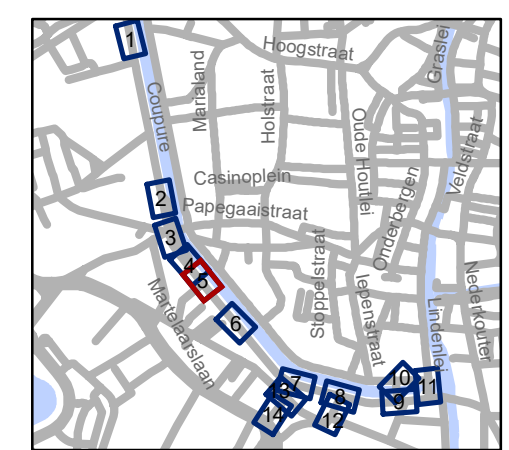 1
Hoogstraat
Graslei
Marialand
Coupure
Holstraat
Oude Houtlei
Veldstraat
Casinoplein
2
Papegaaistraat
Onderbergen
3
4
5
Stoppelstraat
Iepenstraat
Nederkouter
Martelaarslaan
6
Lindenlei
7
13
8
10
11
9
14
12